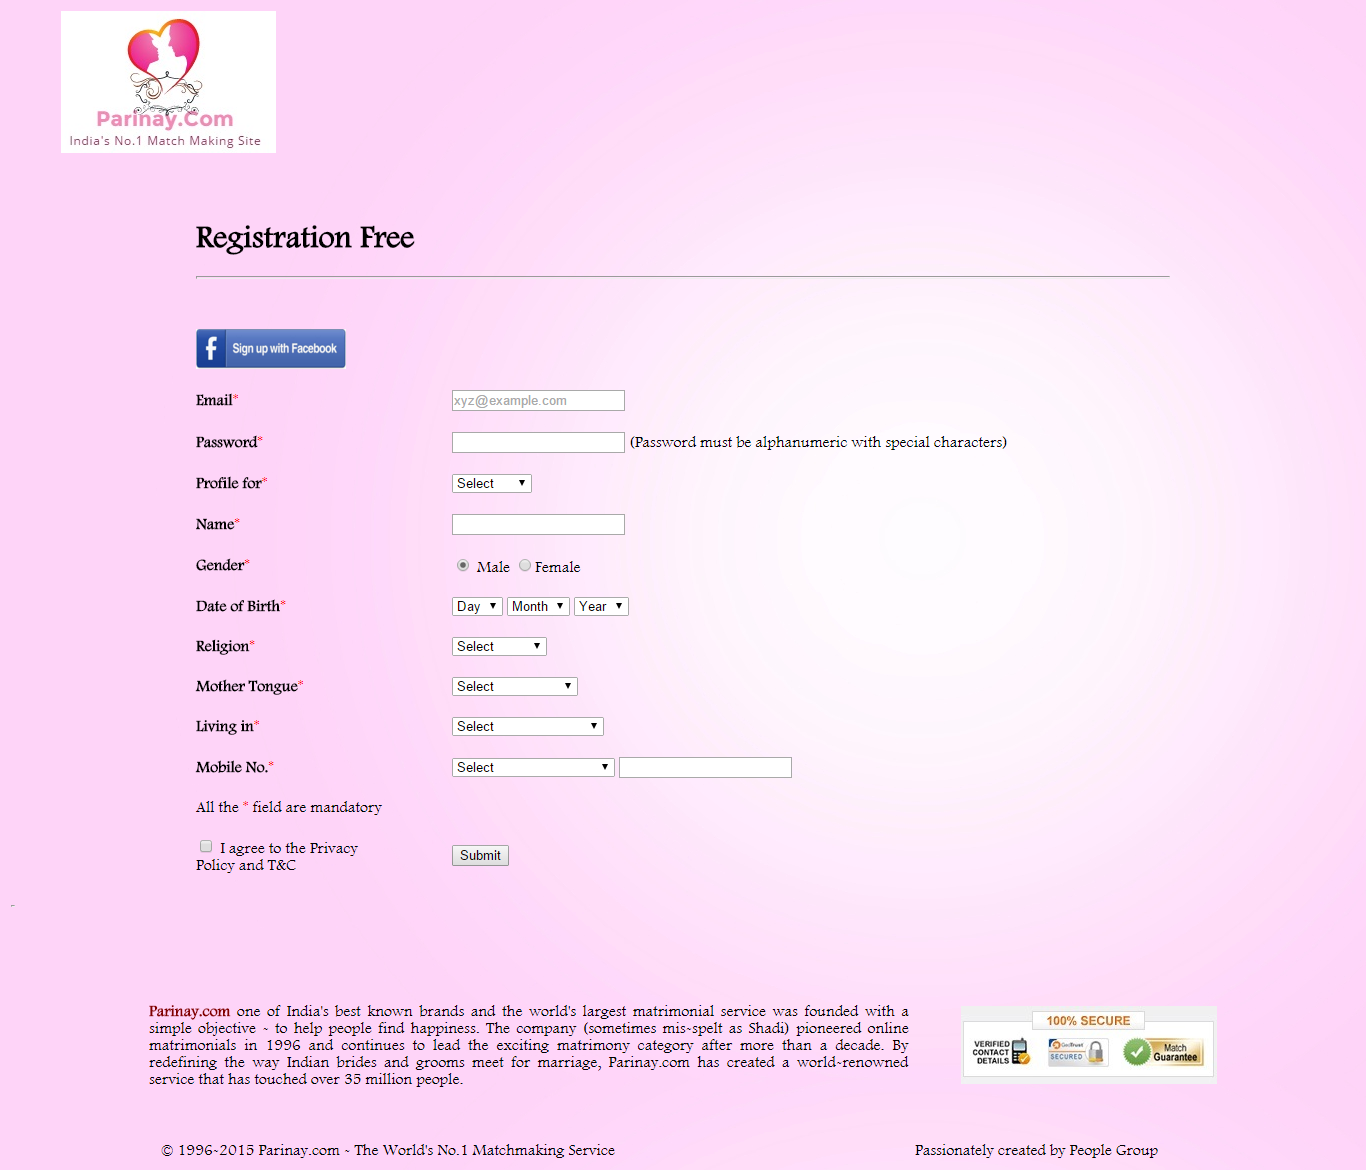 Parinay.Com
India's No.1 Match Making Site
Registration Free
f Sign up with Facebook
Email* xyz@example.com
Password* (Password must be alphanumeric with special characters)
Profile for* Select
Name*
Gender* Male Female
Date of Birth* Day Month Year
Religion* Select
Mother Tongue* Select
Living in* Select
Mobile No.* Select
All the * field are mandatory
I agree to the Privacy
Policy and T&C
Submit
Parinay.com one of India's best known brands and the world's largest matrimonial service was founded with a
simple objective - to help people find happiness. The company (sometimes mis-spelt as Shadi) pioneered online
matrimonials in 1996 and continues to lead the exciting matrimony category after more than a decade. By
redefining the way Indian brides and grooms meet for marriage, Parinay.com has created a world-renowned
service that has touched over 35 million people.
100% SECURE
VERIFIED
CONTACT
DETAILS
GeoTrust
SECURED
Match
Guarantee
© 1996-2015 Parinay.com - The World's No.1 Matchmaking Service
Passionately created by People Group